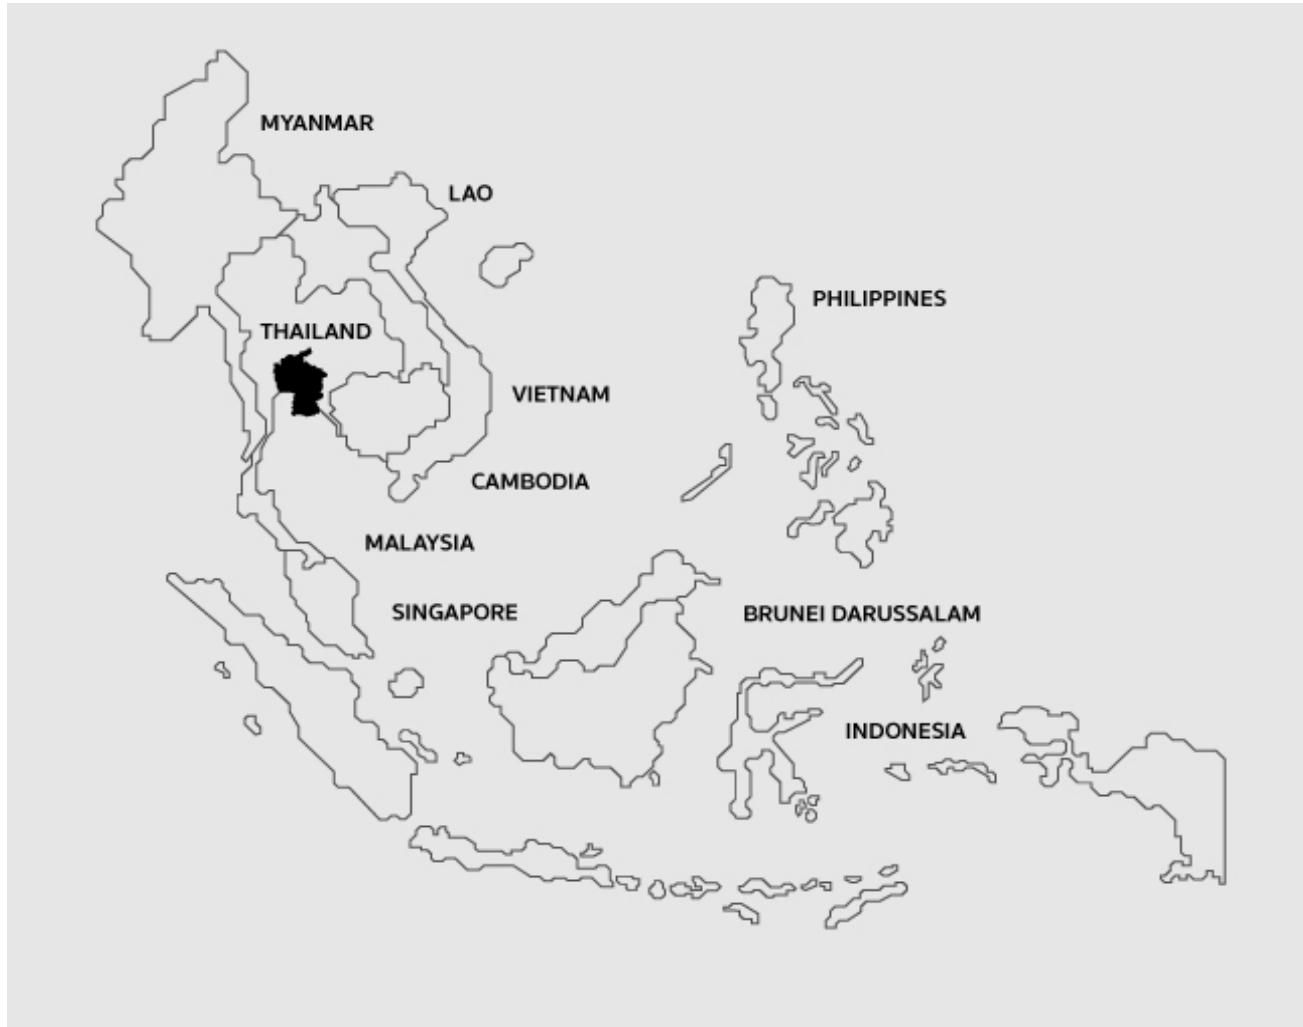 MYANMAR
LAO
PHILIPPINES
THAILAND
VIETNAM
CAMBODIA
MALAYSIA
SINGAPORE
BRUNEI DARUSSALAM
INDONESIA